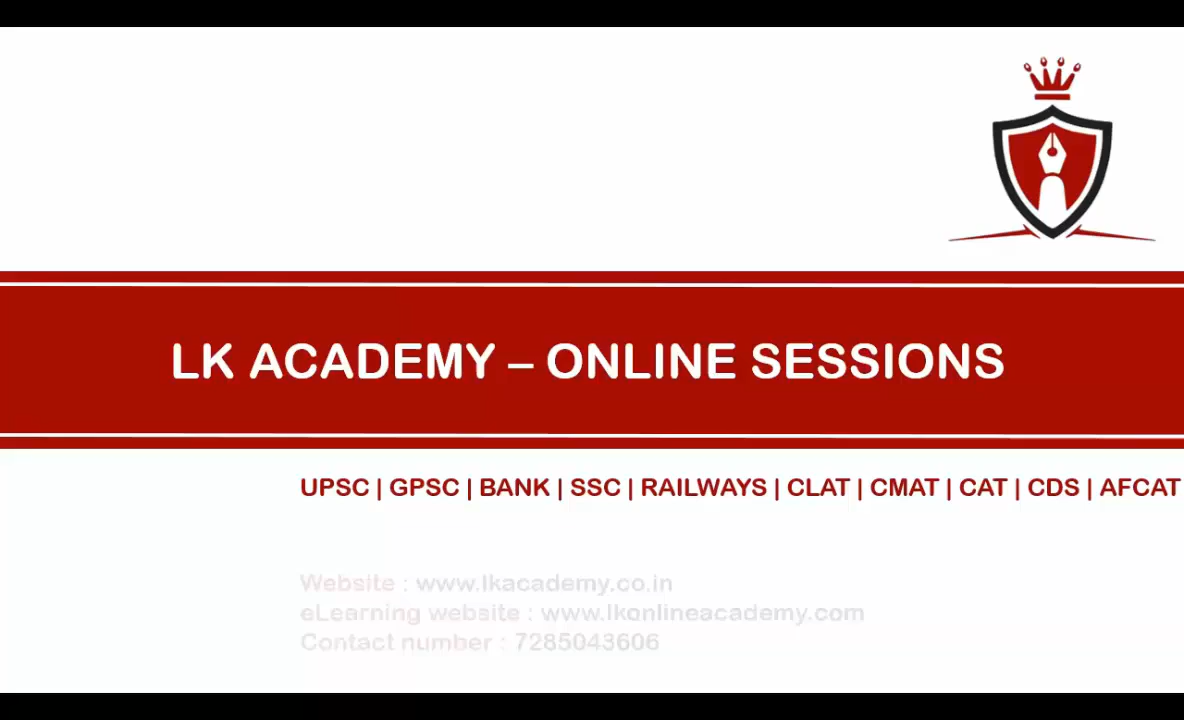 LK ACADEMY – ONLINE SESSIONS
UPSC | GPSC | BANK | SSC | RAILWAYS | CLAT | CMAT | CAT | CDS | AFCAT
Website : www.lkacademy.co.in
eLearning website : www.lkonlineacademy.com
Contact number : 7285043606